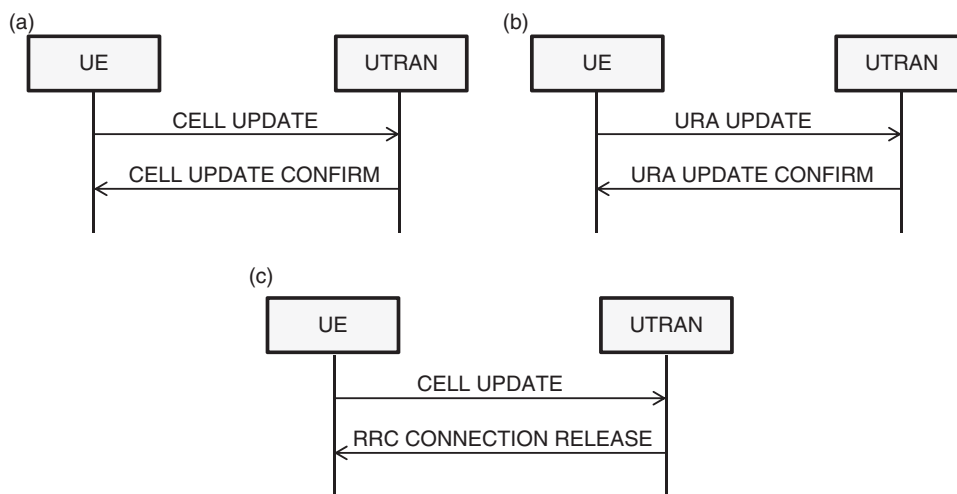 (a)
UE
UTRAN
CELL UPDATE
CELL UPDATE CONFIRM
(b)
UE
UTRAN
URA UPDATE
URA UPDATE CONFIRM
(c)
UE
UTRAN
CELL UPDATE
RRC CONNECTION RELEASE